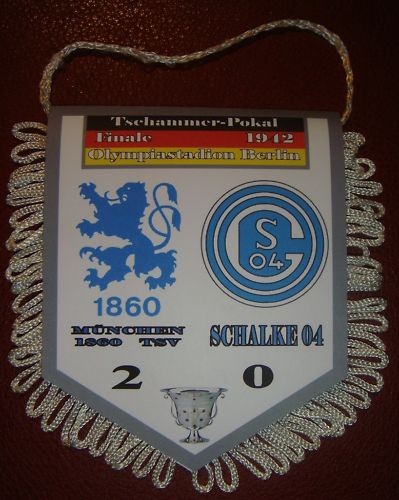 Tschammer-Pokal
Finale 1942
Olympiastadion Berlin
S
04
1860
MÜNCHEN
1860 TSV
SCHALKE 04
2 0